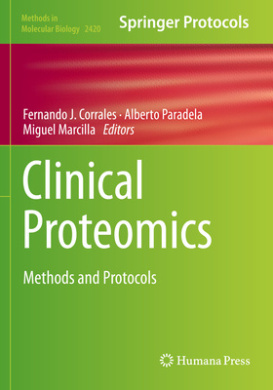 Methods in
Molecular Biology 2420
Springer Protocols
Fernando J. Corrales · Alberto Paradela
Miguel Marcilla Editors
Clinical
Proteomics
Methods and Protocols
Humana Press